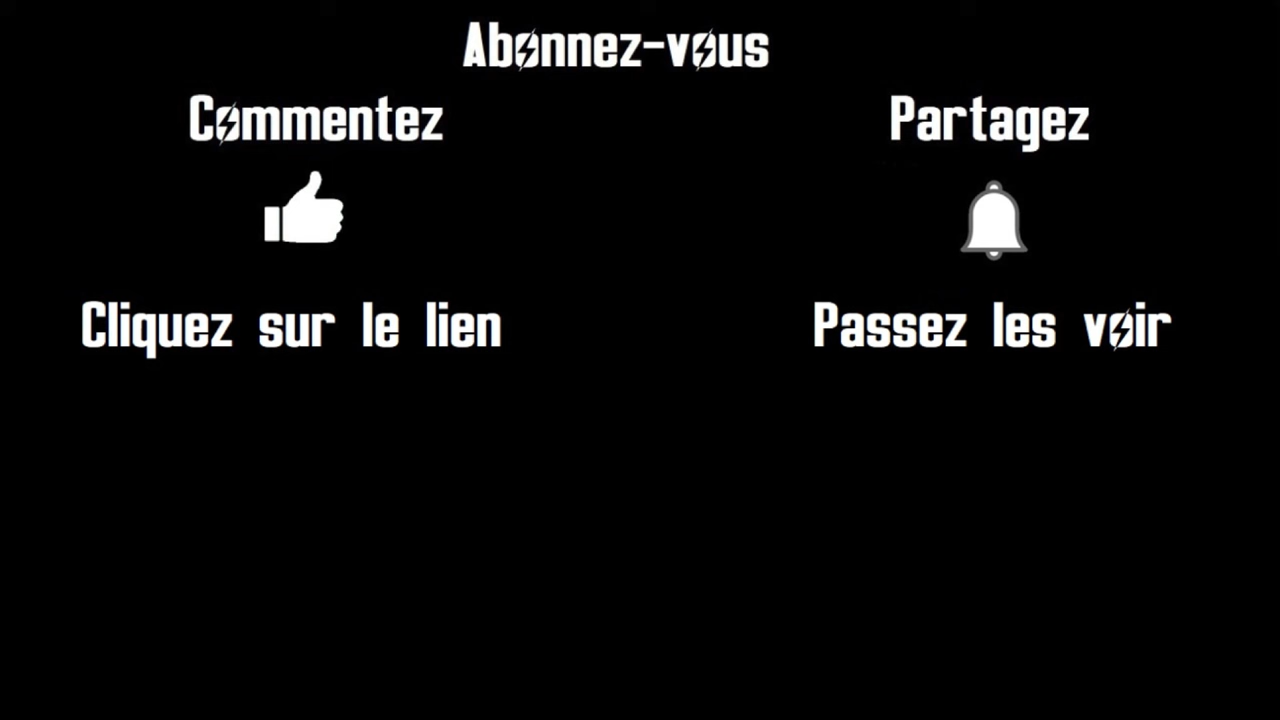 Abonnez-vous
Commentez
Partagez
Cliquez sur le lien
Passez les voir